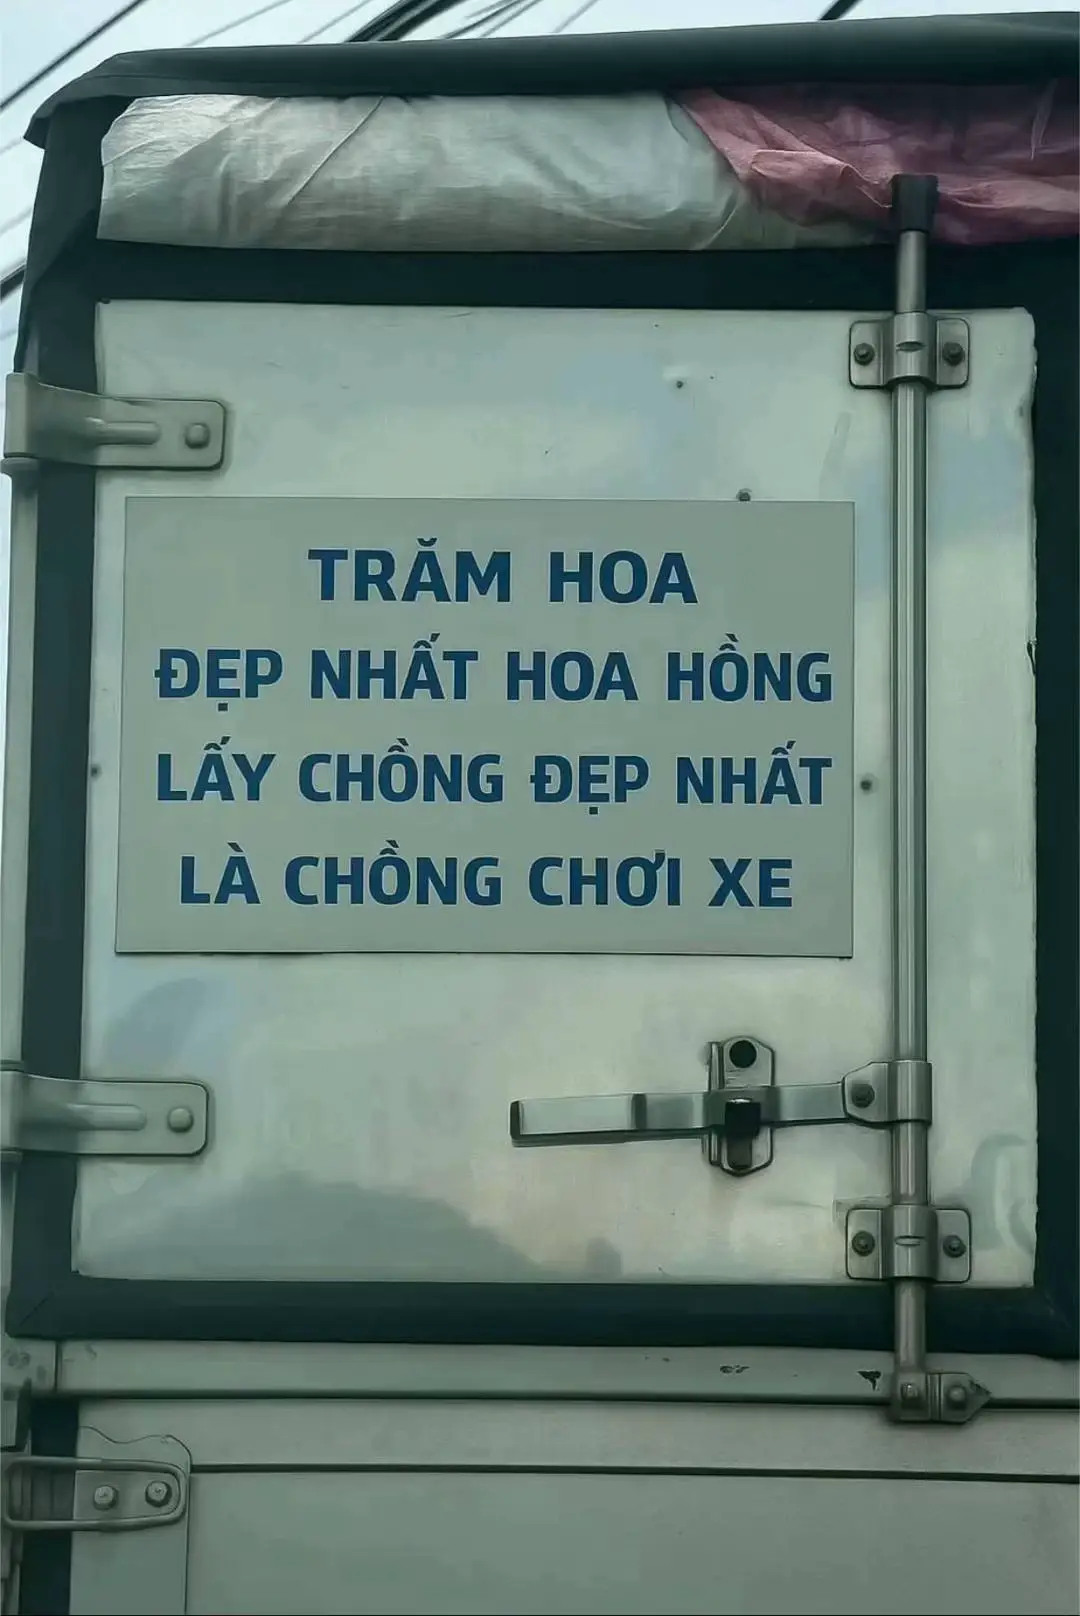 TRĂM HOA
ĐẸP NHẤT HOA HỒNG
LẤY CHỒNG ĐẸP NHẤT
LÀ CHỒNG CHƠI XE